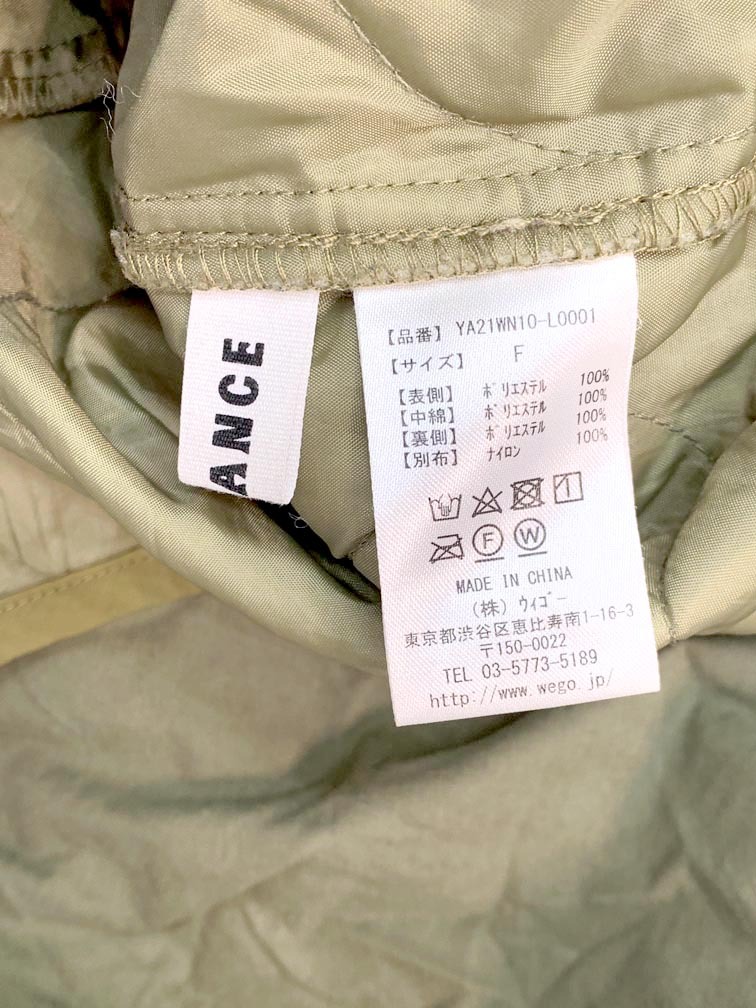 ANCE
【品番】 YA21WN10-L0001
【サイズ】 F
【表側】 ポリエステル 100%
【中綿】 ポリエステル 100%
【裏側】 ポリエステル 100%
【別布】 ナイロン 100%
F W
MADE IN CHINA
（株）ウィゴー
東京都渋谷区恵比寿南1-16-3
〒150-0022
TEL 03-5773-5189
http://www.wego.jp/